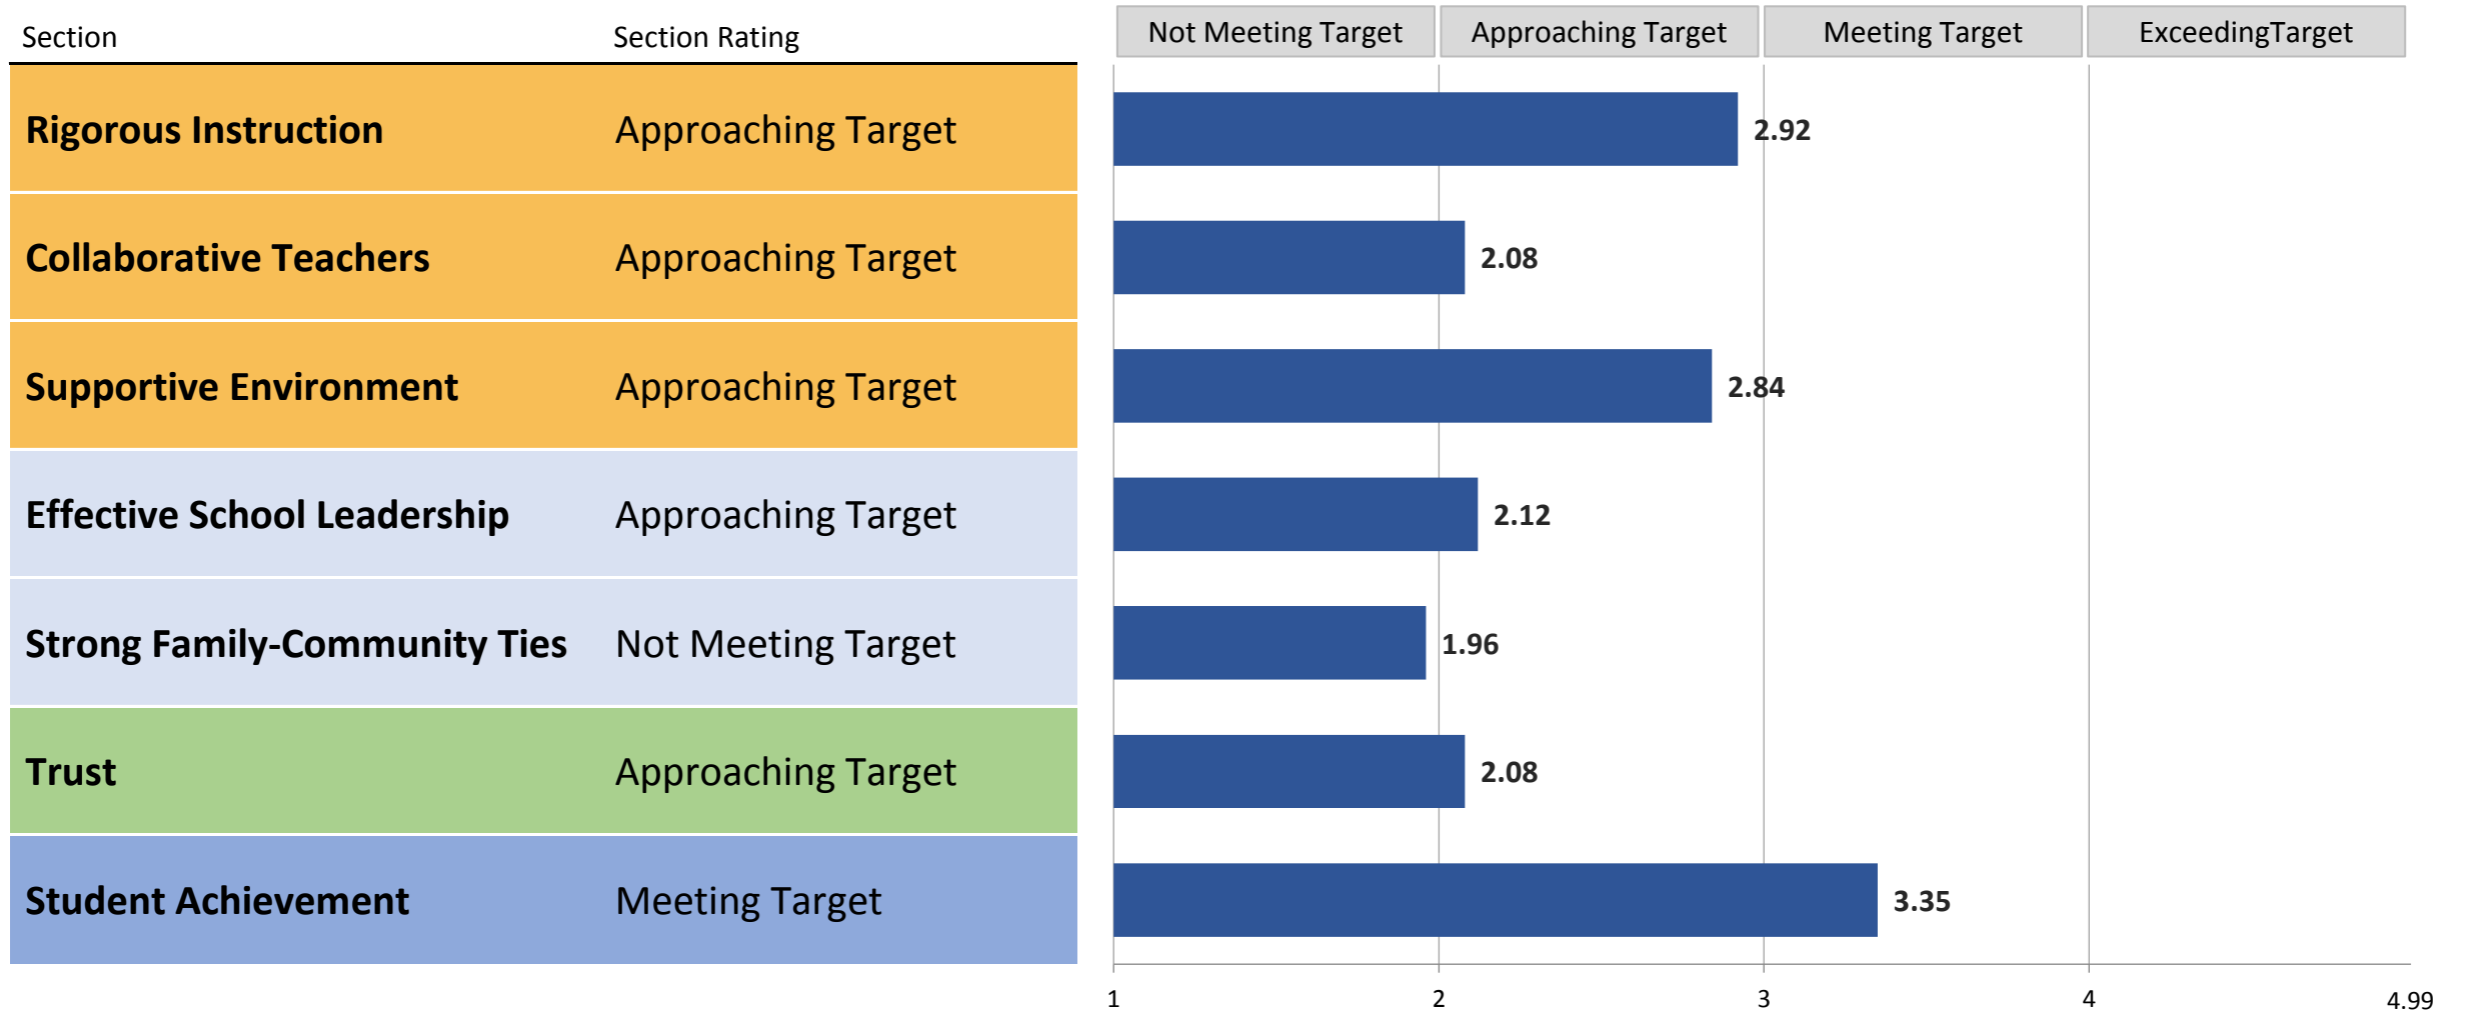 Section Section Rating Not Meeting Target Approaching Target Meeting Target ExceedingTarget
Rigorous Instruction Approaching Target 2.92
Collaborative Teachers Approaching Target 2.08
Supportive Environment Approaching Target 2.84
Effective School Leadership Approaching Target 2.12
Strong Family-Community Ties Not Meeting Target 1.96
Trust Approaching Target 2.08
Student Achievement Meeting Target 3.35
1 2 3 4 4.99